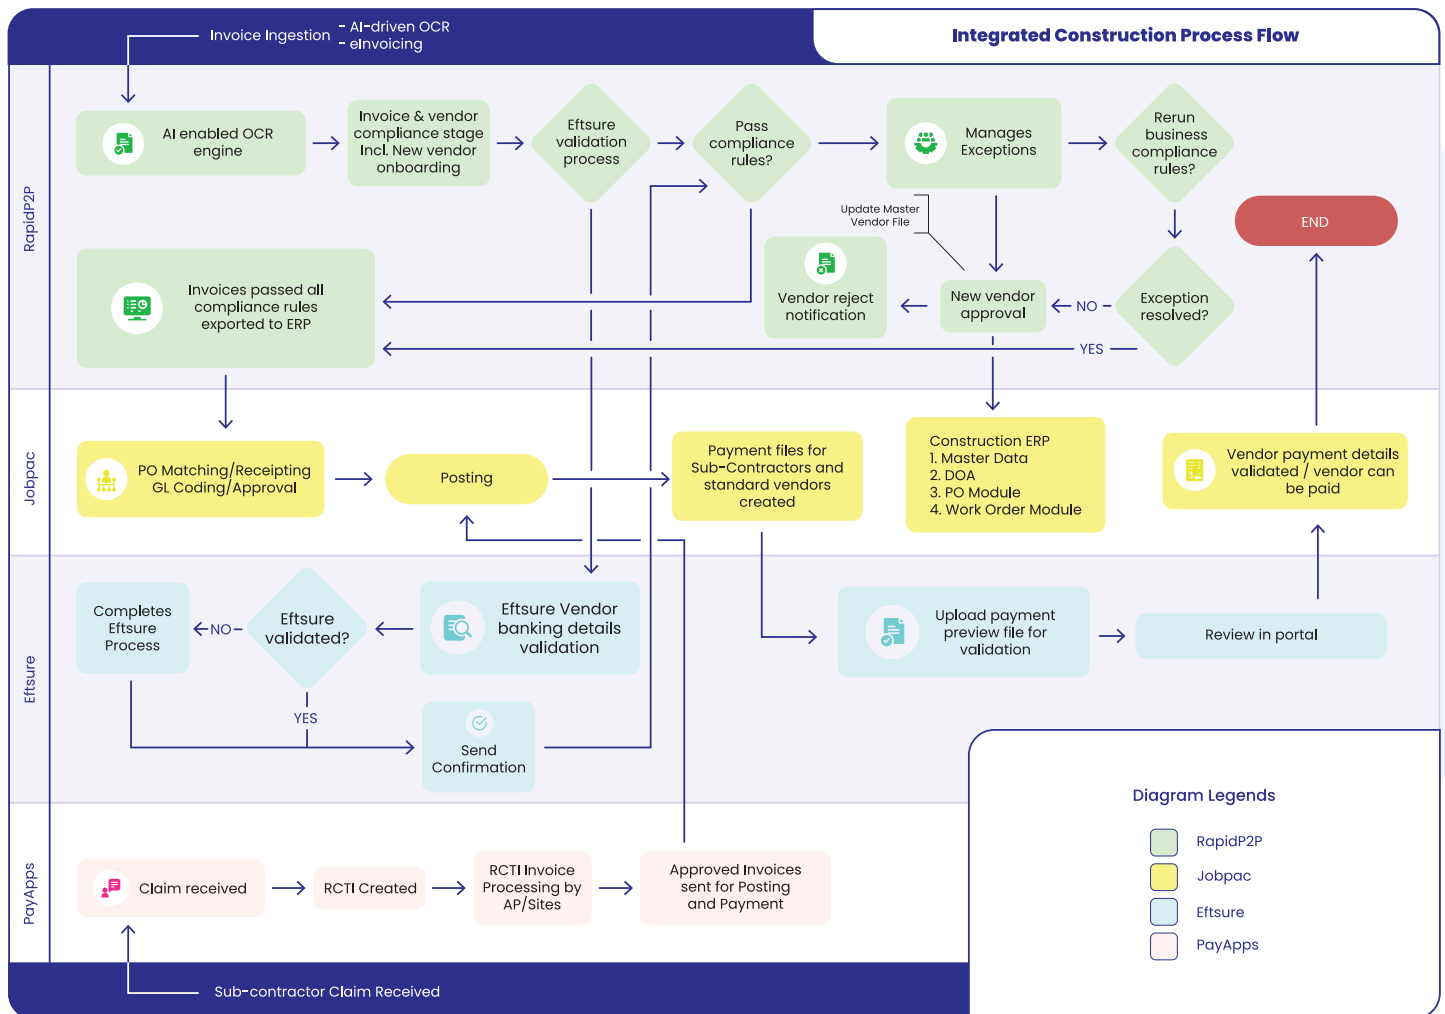 Invoice Ingestion
- AI-driven OCR
- eInvoicing
Integrated Construction Process Flow
RapidP2P
AI enabled OCR
engine
Invoice & vendor
compliance stage
Incl. New vendor
onboarding
Eftsure
validation
process
Pass
compliance
rules?
Manages
Exceptions
Rerun
business
compliance
rules?
Update Master
Vendor File
END
Invoices passed all
compliance rules
exported to ERP
Vendor reject
notification
New vendor
approval
NO
Exception
resolved?
YES
Jobpac
PO Matching/Receipting
GL Coding/Approval
Posting
Payment files for
Sub-Contractors and
standard vendors
created
Construction ERP
1. Master Data
2. DOA
3. PO Module
4. Work Order Module
Vendor payment details
validated / vendor can
be paid
Eftsure
Completes
Eftsure
Process
NO
Eftsure
validated?
Eftsure Vendor
banking details
validation
Upload payment
preview file for
validation
Review in portal
YES
Send
Confirmation
PayApps
Claim received
RCTI Created
RCTI Invoice
Processing by
AP/Sites
Approved Invoices
sent for Posting
and Payment
Sub-contractor Claim Received
Diagram Legends
RapidP2P
Jobpac
Eftsure
PayApps